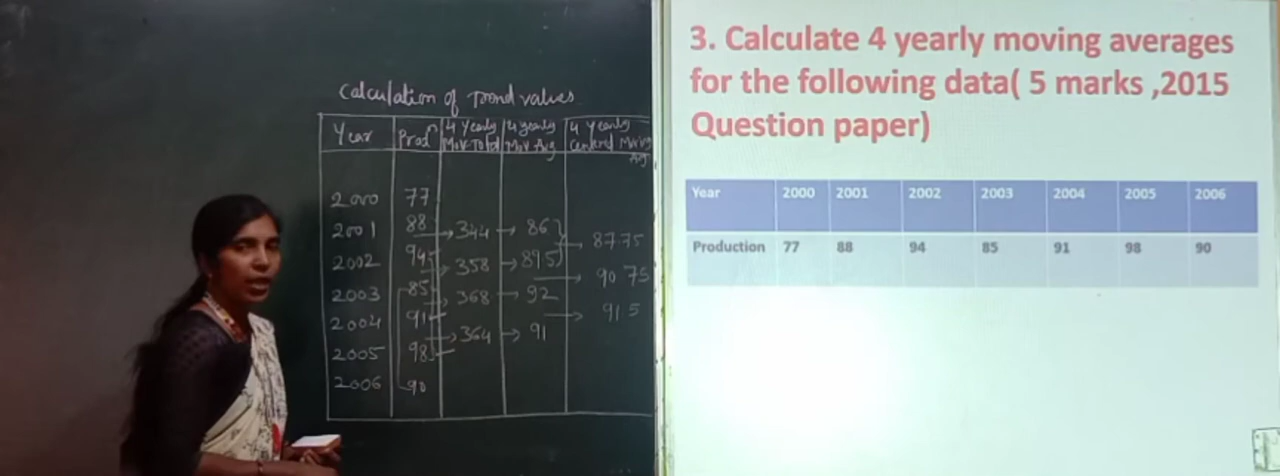 Calculation of Trend values
Year Prodn 4 Yearly Mov. Total 4 yearly Mov Avg 4 Yearly Centered Moving Avg
2000 77
2001 88
344 86
87.75
2002 94
358 89.5
90.75
2003 85
368 92
91.5
2004 91
364 91
2005 98
2006 90
3. Calculate 4 yearly moving averages
for the following data( 5 marks ,2015
Question paper)
Year 2000 2001 2002 2003 2004 2005 2006
Production 77 88 94 85 91 98 90